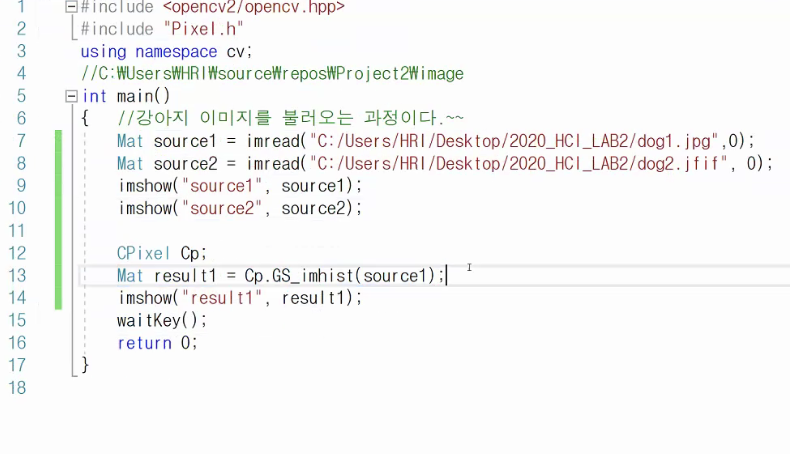 1 #include <opencv2/opencv.hpp>
2 #include "Pixel.h"
3 using namespace cv;
4 //C:₩Users₩HRI₩source₩repos₩Project2₩image
5 int main()
6 { //강아지 이미지를 불러오는 과정이다.~~
7 Mat source1 = imread("C:/Users/HRI/Desktop/2020_HCI_LAB2/dog1.jpg",0);
8 Mat source2 = imread("C:/Users/HRI/Desktop/2020_HCI_LAB2/dog2.jfif", 0);
9 imshow("source1", source1);
10 imshow("source2", source2);
11
12 CPixel Cp;
13 Mat result1 = Cp.GS_imhist(source1);
14 imshow("result1", result1);
15 waitKey();
16 return 0;
17 }
18